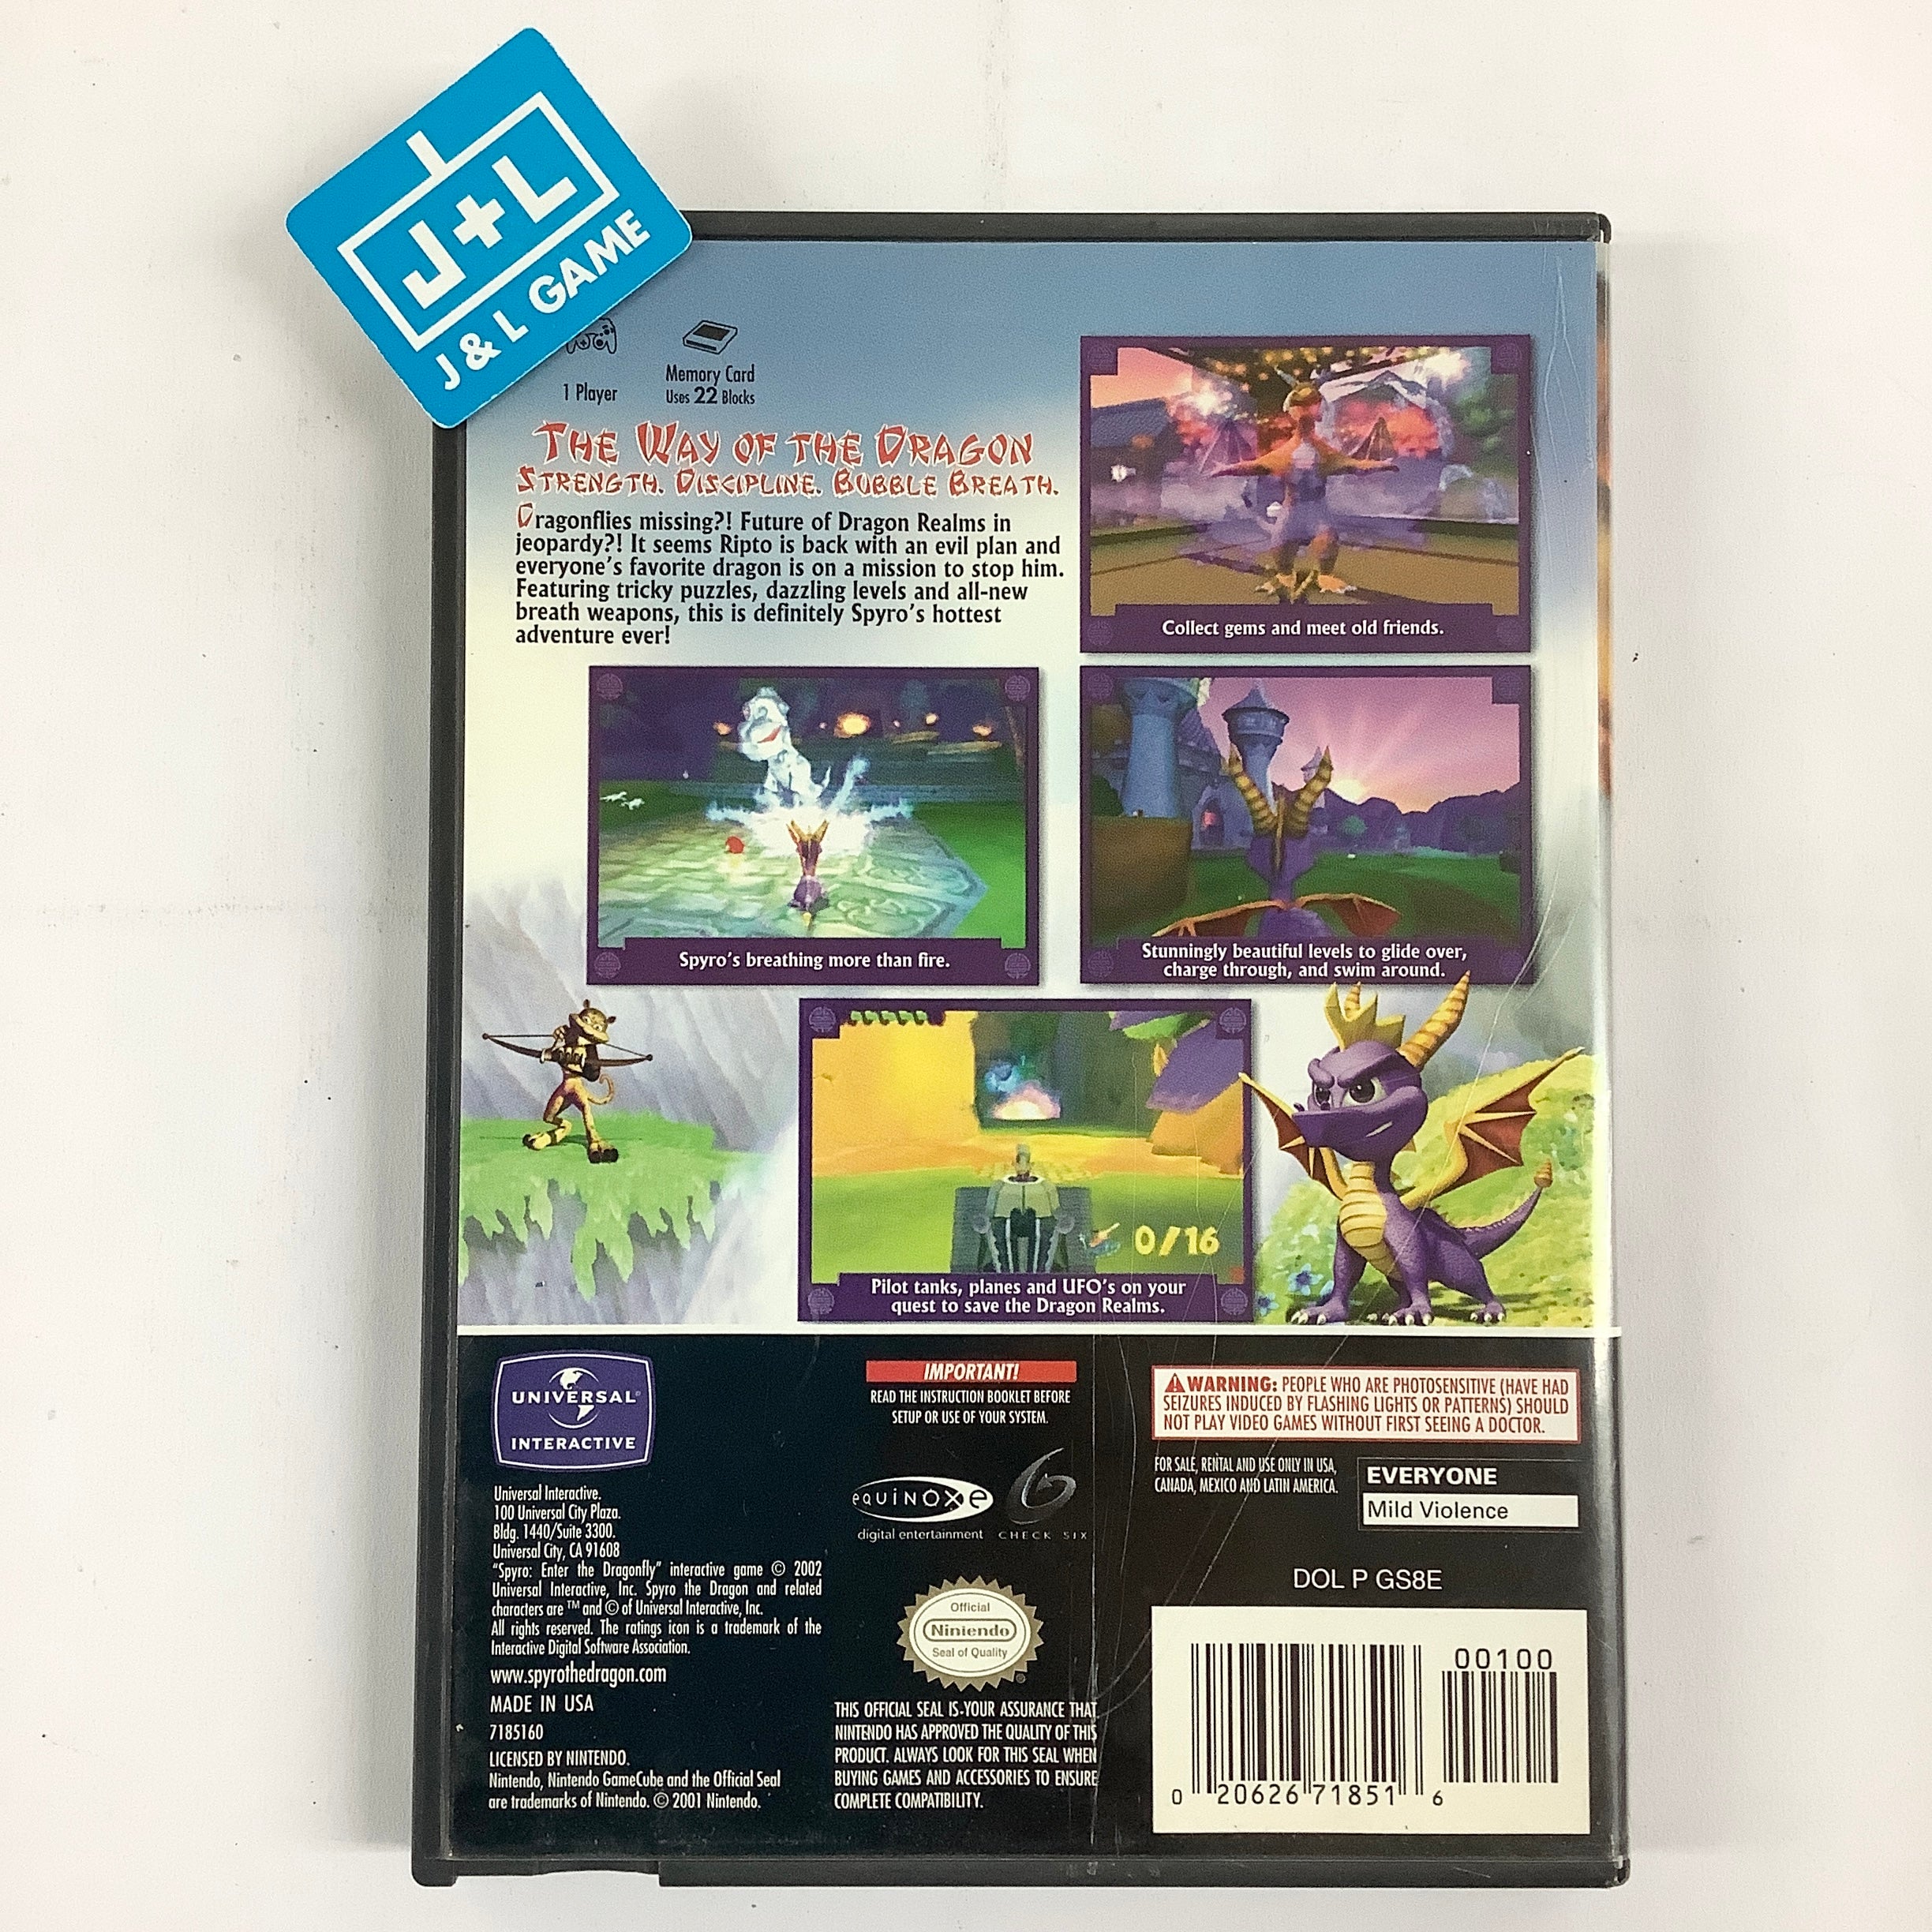 J+L
J & L GAME
1 Player
Memory Card
Uses 22 Blocks
THE WAY OF THE DRAGON
STRENGTH. DISCIPLINE. BUBBLE BREATH.
Dragonflies missing?! Future of Dragon Realms in
jeopardy?! It seems Ripto is back with an evil plan and
everyone's favorite dragon is on a mission to stop him.
Featuring tricky puzzles, dazzling levels and all-new
breath weapons, this is definitely Spyro's hottest
adventure ever!
Collect gems and meet old friends.
Spyro's breathing more than fire.
Stunningly beautiful levels to glide over,
charge through, and swim around.
0/16
Pilot tanks, planes and UFO's on your
quest to save the Dragon Realms.
UNIVERSAL
INTERACTIVE
Universal Interactive.
100 Universal City Plaza.
Bldg. 1440/Suite 3300.
Universal City, CA 91608
"Spyro: Enter the Dragonfly" interactive game © 2002
Universal Interactive, Inc. Spyro the Dragon and related
characters are ™ and © of Universal Interactive, Inc.
All rights reserved. The ratings icon is a trademark of the
Interactive Digital Software Association.
www.spyrothedragon.com
MADE IN USA
7185160
LICENSED BY NINTENDO.
Nintendo, Nintendo GameCube and the Official Seal
are trademarks of Nintendo. © 2001 Nintendo.
IMPORTANT!
READ THE INSTRUCTION BOOKLET BEFORE
SETUP OR USE OF YOUR SYSTEM.
equinoxe
digital entertainment
CHECK SIX
Official
Nintendo
Seal of Quality
THIS OFFICIAL SEAL IS YOUR ASSURANCE THAT
NINTENDO HAS APPROVED THE QUALITY OF THIS
PRODUCT. ALWAYS LOOK FOR THIS SEAL WHEN
BUYING GAMES AND ACCESSORIES TO ENSURE
COMPLETE COMPATIBILITY.
WARNING: PEOPLE WHO ARE PHOTOSENSITIVE (HAVE HAD
SEIZURES INDUCED BY FLASHING LIGHTS OR PATTERNS) SHOULD
NOT PLAY VIDEO GAMES WITHOUT FIRST SEEING A DOCTOR.
FOR SALE, RENTAL AND USE ONLY IN USA,
CANADA, MEXICO AND LATIN AMERICA.
EVERYONE
Mild Violence
DOL P GS8E
00100
0 20626 71851 6